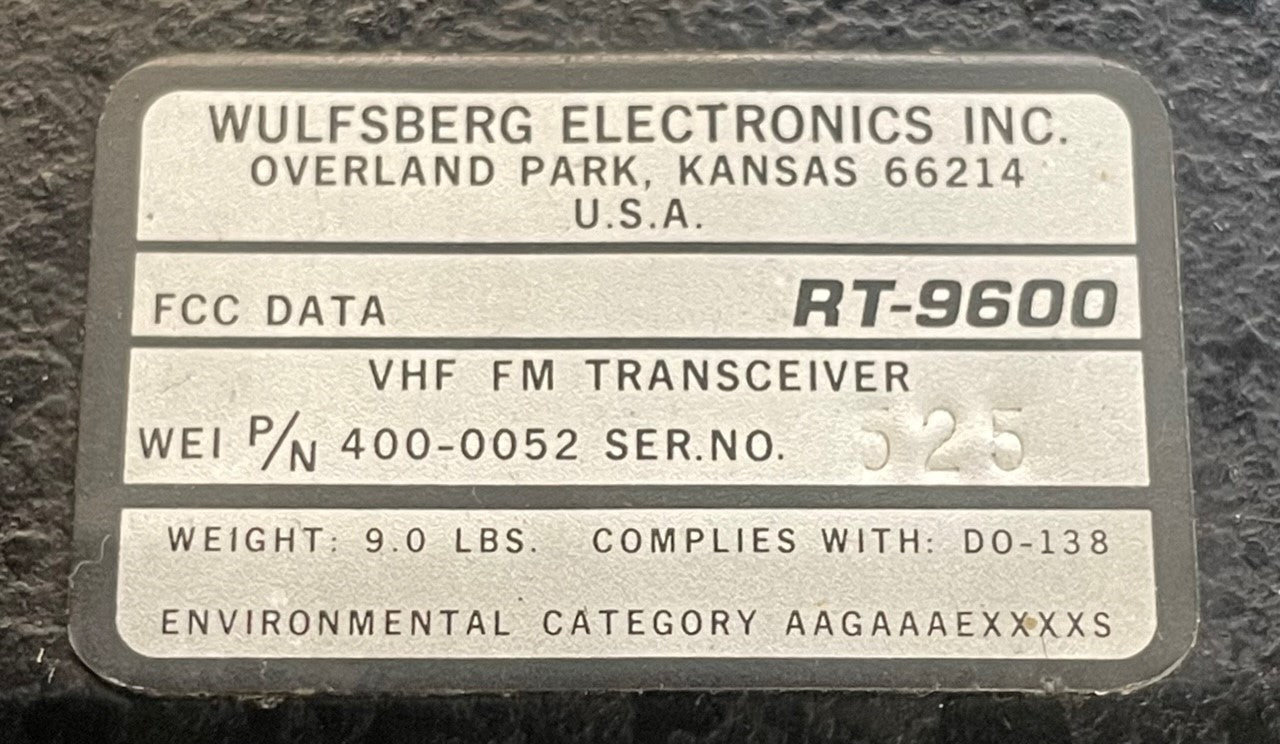 WULFSBERG ELECTRONICS INC.
OVERLAND PARK, KANSAS 66214
U.S.A.
FCC DATA RT-9600
VHF FM TRANSCEIVER
WEI P/N 400-0052 SER.NO. 525
WEIGHT: 9.0 LBS. COMPLIES WITH: DO-138
ENVIRONMENTAL CATEGORY AAGAAAEXXXXS